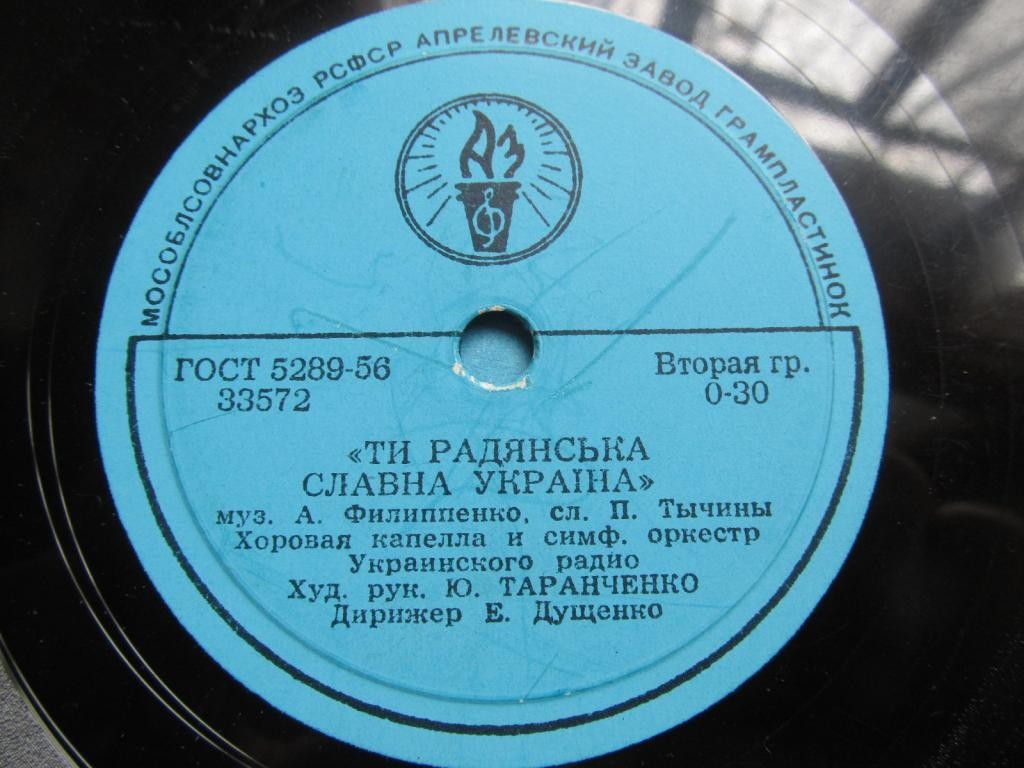 МОСОБЛСОВНАРХОЗ РСФСР АПРЕЛЕВСКИЙ ЗАВОД ГРАМПЛАСТИНОК
АЗ
ГОСТ 5289-56
33572
Вторая гр.
0-30
«ТИ РАДЯНСЬКА
СЛАВНА УКРАЇНА»
муз. А. Филиппенко, сл. П. Тычины
Хоровая капелла и симф. оркестр
Украинского радио
Худ. рук. Ю. ТАРАНЧЕНКО
Дирижер Е. Дущенко